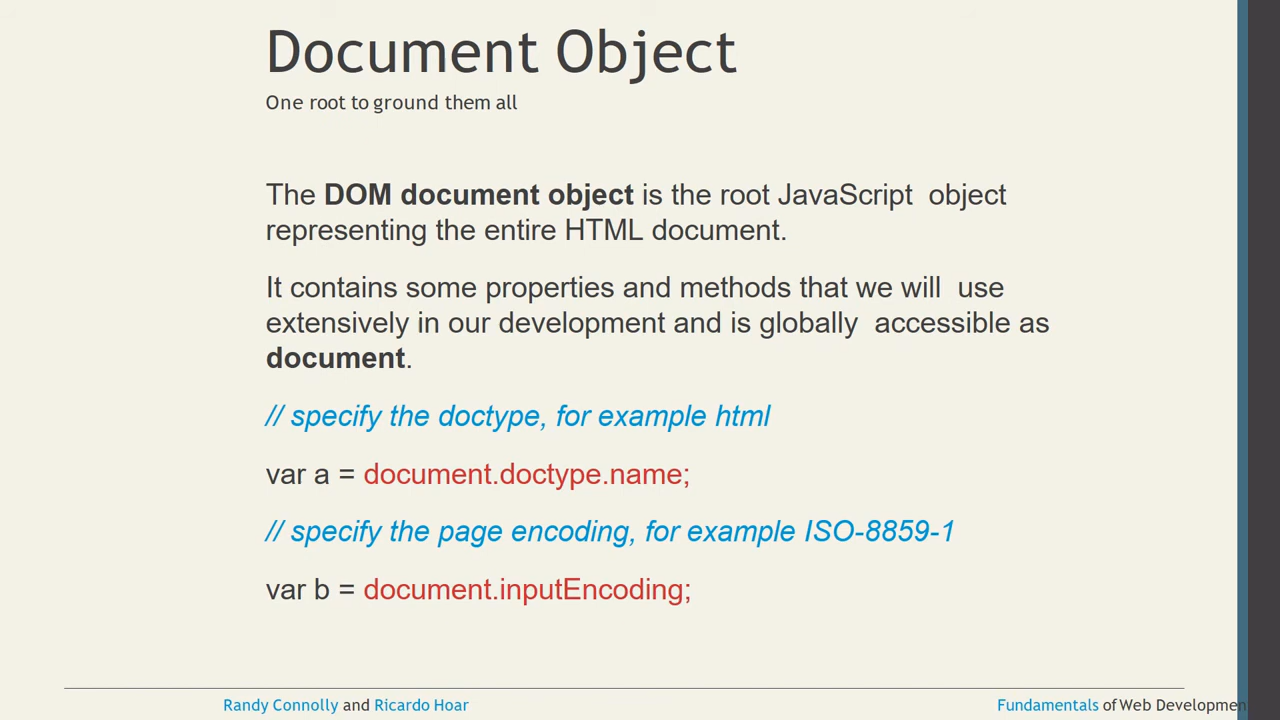 Document Object
One root to ground them all
The DOM document object is the root JavaScript object
representing the entire HTML document.
It contains some properties and methods that we will use
extensively in our development and is globally accessible as
document.
// specify the doctype, for example html
var a = document.doctype.name;
// specify the page encoding, for example ISO-8859-1
var b = document.inputEncoding;
Randy Connolly and Ricardo Hoar
Fundamentals of Web Development